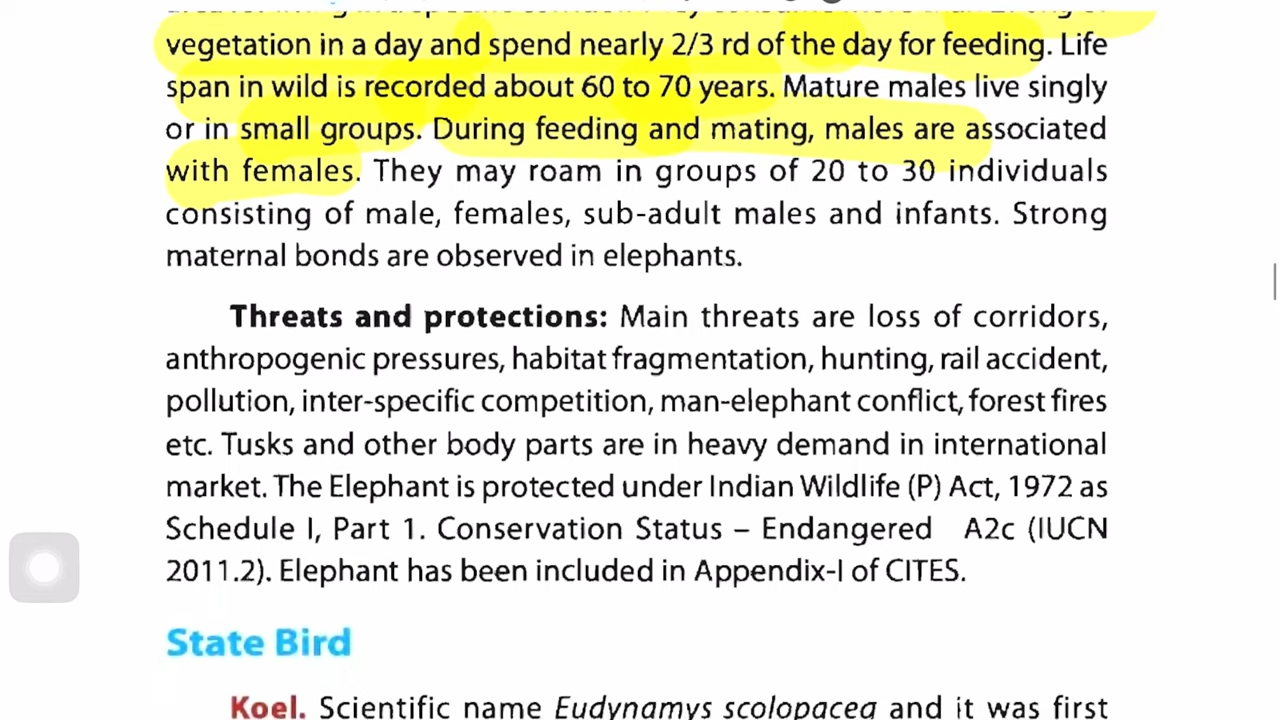 vegetation in a day and spend nearly 2/3 rd of the day for feeding. Life
span in wild is recorded about 60 to 70 years. Mature males live singly
or in small groups. During feeding and mating, males are associated
with females. They may roam in groups of 20 to 30 individuals
consisting of male, females, sub-adult males and infants. Strong
maternal bonds are observed in elephants.
Threats and protections: Main threats are loss of corridors,
anthropogenic pressures, habitat fragmentation, hunting, rail accident,
pollution, inter-specific competition, man-elephant conflict, forest fires
etc. Tusks and other body parts are in heavy demand in international
market. The Elephant is protected under Indian Wildlife (P) Act, 1972 as
Schedule I, Part 1. Conservation Status – Endangered A2c (IUCN
2011.2). Elephant has been included in Appendix-I of CITES.
State Bird
Koel. Scientific name Eudynamys scolopacea and it was first